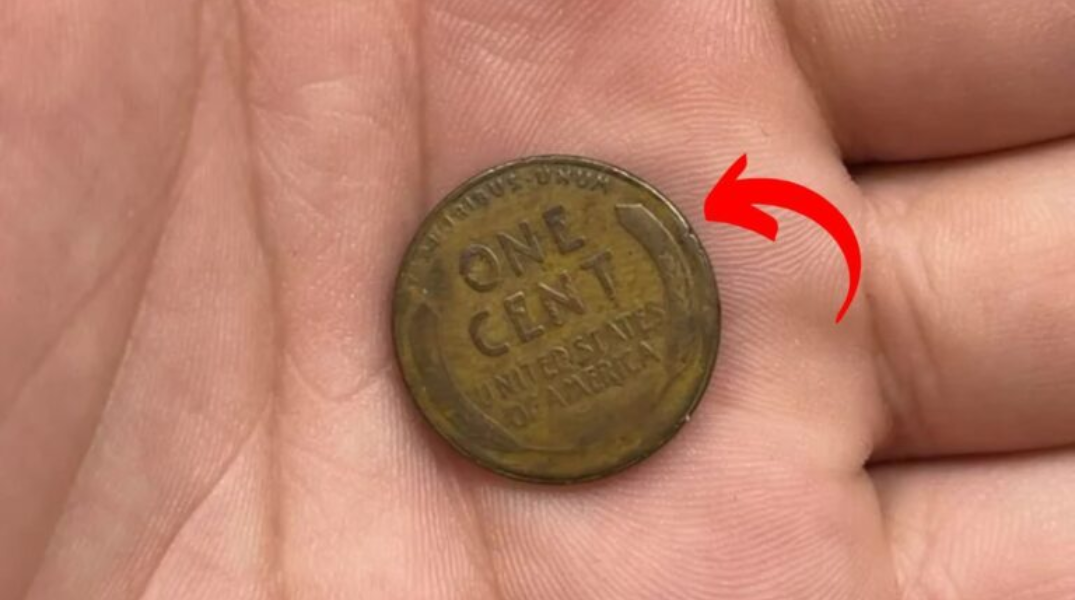 PLURIBUS·UNUM
ONE
CENT
UNITED STATES
OF AMERICA